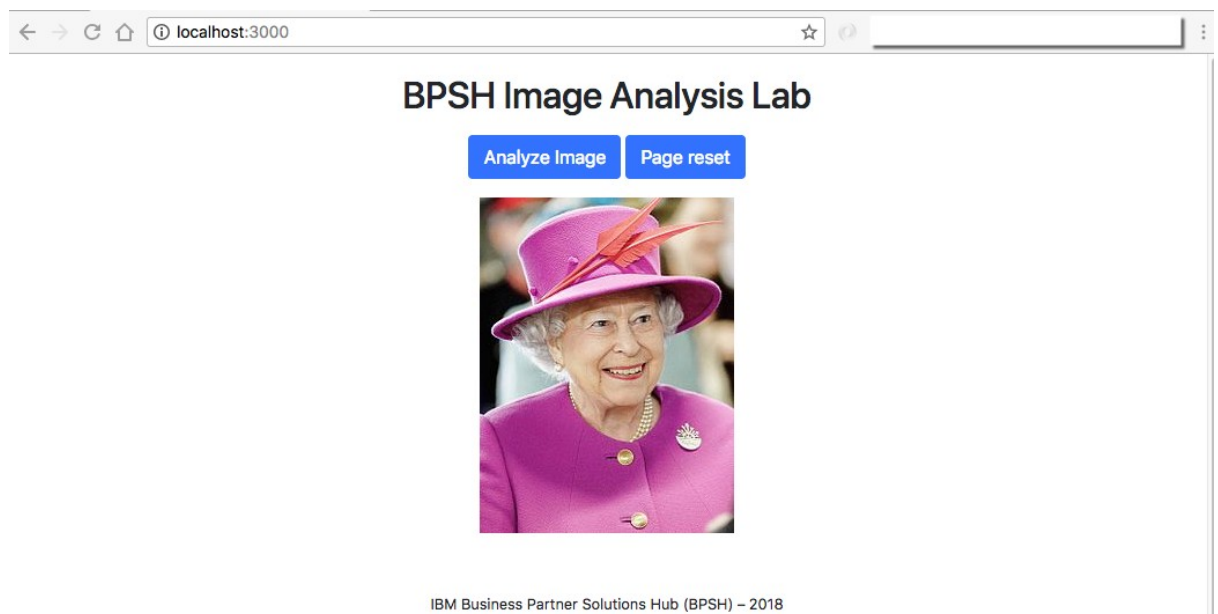 localhost:3000
BPSH Image Analysis Lab
Analyze Image Page reset
IBM Business Partner Solutions Hub (BPSH) – 2018